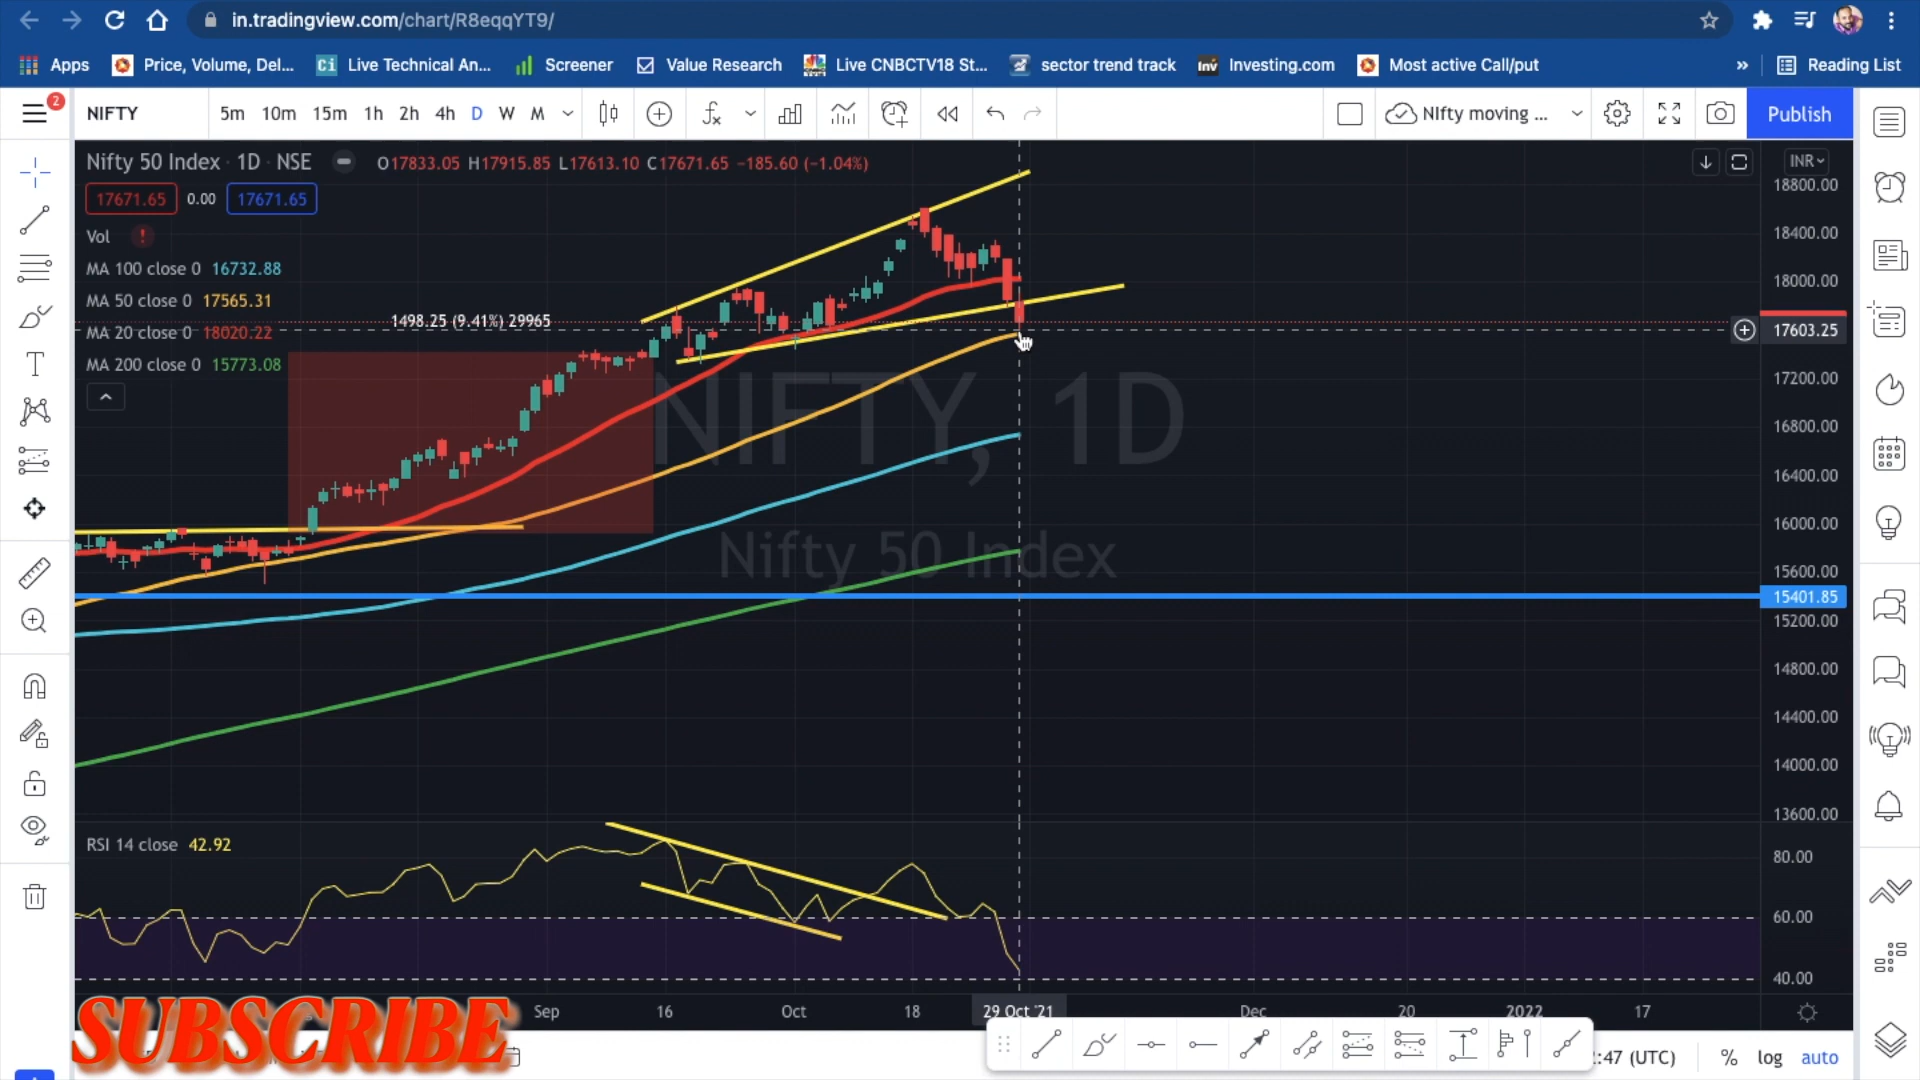 in.tradingview.com/chart/R8eqqYT9/
Apps Price, Volume, Del... Ci Live Technical An... Screener Value Research Live CNBCTV18 St... sector trend track Inv Investing.com Most active Call/put » Reading List
2 NIFTY 5m 10m 15m 1h 2h 4h D W M NIfty moving ... Publish
Nifty 50 Index · 1D · NSE O17833.05 H17915.85 L17613.10 C17671.65 −185.60 (−1.04%) INR
17671.65 0.00 17671.65
Vol !
MA 100 close 0 16732.88
MA 50 close 0 17565.31
MA 20 close 0 18020.22
MA 200 close 0 15773.08
1498.25 (9.41%) 29965
NIFTY, 1D
Nifty 50 Index
18800.00
18400.00
18000.00
17603.25
17200.00
16800.00
16400.00
16000.00
15600.00
15401.85
15200.00
14800.00
14400.00
14000.00
13600.00
RSI 14 close 42.92
80.00
60.00
40.00
Sep 16 Oct 18 29 Oct '21 Dec 20 2022 17
SUBSCRIBE
:47 (UTC) % log auto